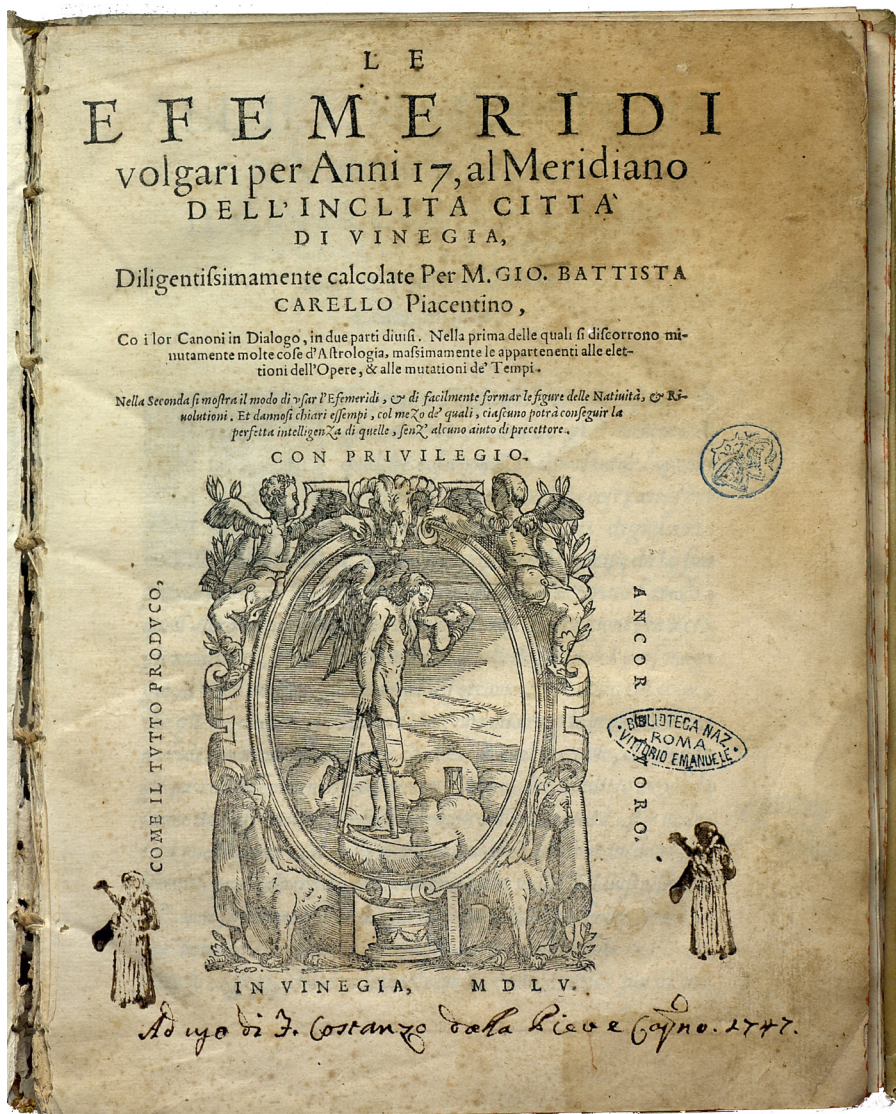 LE
EFEMERIDI
volgari per Anni 17, al Meridiano
DELL'INCLITA CITTA'
DI VINEGIA,
Diligentiſsimamente calcolate Per M. GIO. BATTISTA
CARELLO Piacentino,
Co i lor Canoni in Dialogo, in due parti diuiſi. Nella prima delle quali ſi diſcorrono mi-
nutamente molte coſe d'Aſtrologia, maſsimamente le appartenenti alle elet-
tioni dell'Opere, & alle mutationi de' Tempi.
Nella Seconda ſi moſtra il modo di vſar l'Efemeridi, & di facilmente formar le figure delle Natiuità, & Ri-
uolutioni. Et dannoſi chiari eſſempi, col mezo de' quali, ciaſcuno potrà conſeguir la
perfetta intelligenza di quelle, ſenz' alcuno aiuto di precettore.
CON PRIVILEGIO.
COME IL TVTTO PRODVCO,
ANCOR ORO.
BIBLIOTECA NAZ.
ROMA
VITTORIO EMANUELE
IN VINEGIA, MDLV.
Ad uso di F. Costanzo della Pieve 1747.